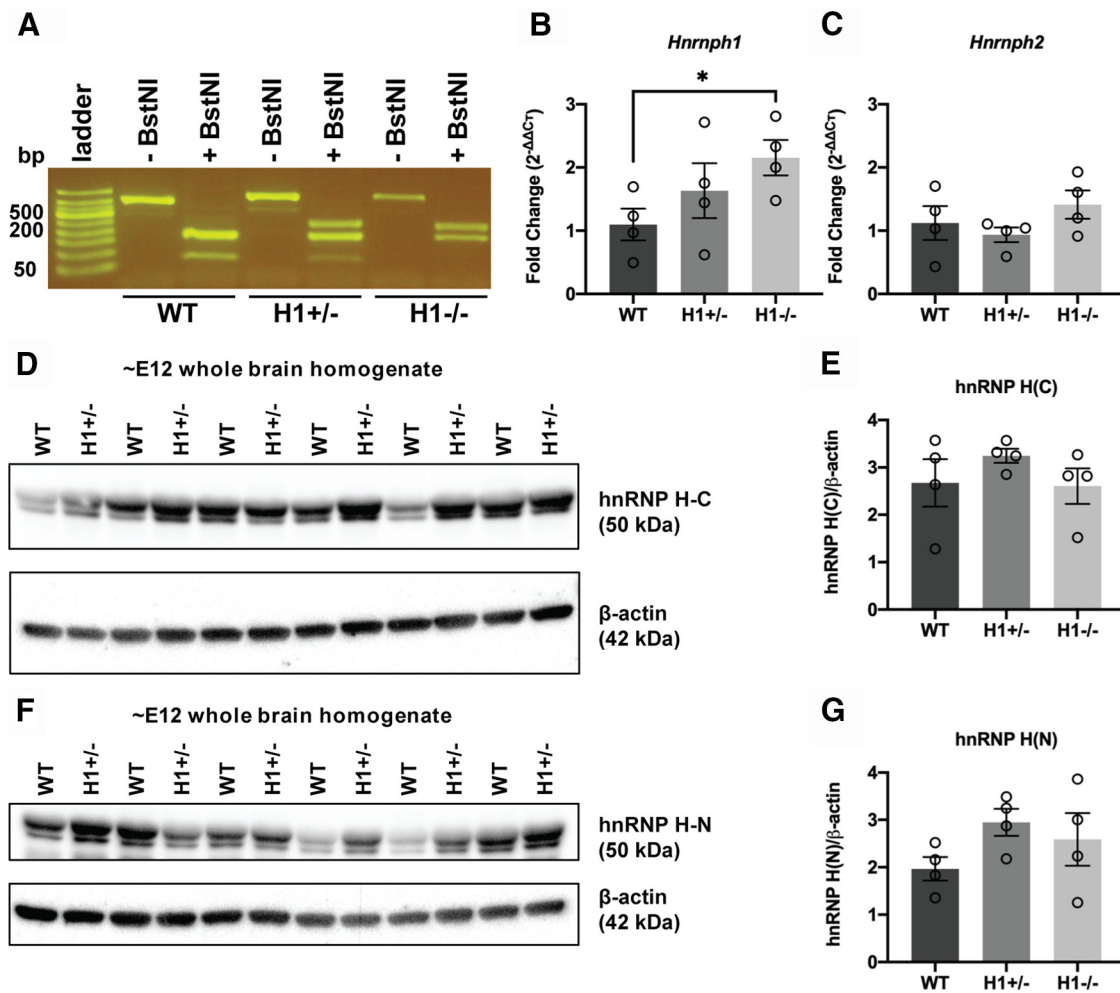 A
ladder
- BstNI
+ BstNI
- BstNI
+ BstNI
- BstNI
+ BstNI
bp
500
200
50
WT
H1+/-
H1-/-
B
Hnrnph1
*
Fold Change (2-ΔΔCT)
3
2
1
0
WT
H1+/-
H1-/-
C
Hnrnph2
Fold Change (2-ΔΔCT)
3
2
1
0
WT
H1+/-
H1-/-
D
~E12 whole brain homogenate
WT
H1+/-
WT
H1+/-
WT
H1+/-
WT
H1+/-
WT
H1+/-
WT
H1+/-
hnRNP H-C
(50 kDa)
β-actin
(42 kDa)
E
hnRNP H(C)
hnRNP H(C)/β-actin
4
3
2
1
0
WT
H1+/-
H1-/-
F
~E12 whole brain homogenate
WT
H1+/-
WT
H1+/-
WT
H1+/-
WT
H1+/-
WT
H1+/-
WT
H1+/-
hnRNP H-N
(50 kDa)
β-actin
(42 kDa)
G
hnRNP H(N)
hnRNP H(N)/β-actin
4
3
2
1
0
WT
H1+/-
H1-/-